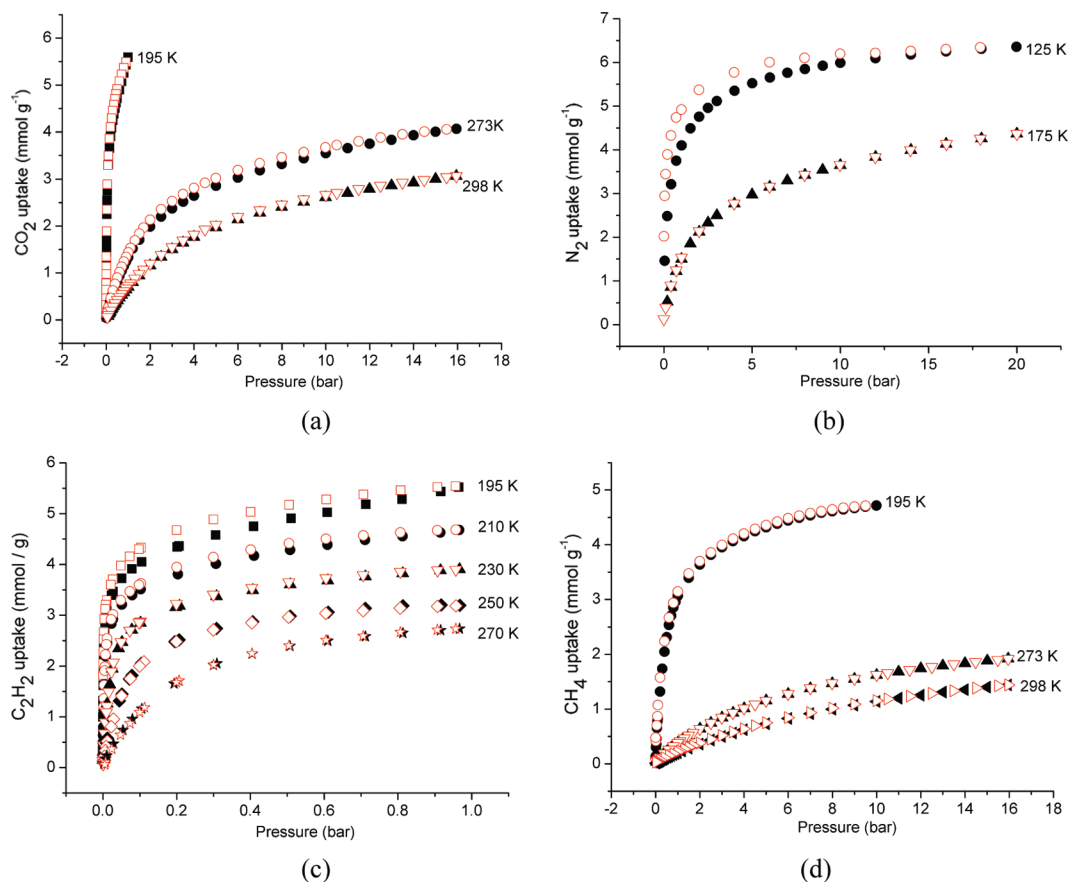 CO2 uptake (mmol g-1)
6
5
4
3
2
1
0
195 K
273K
298 K
-2 0 2 4 6 8 10 12 14 16 18
Pressure (bar)
(a)
N2 uptake (mmol g-1)
7
6
5
4
3
2
1
0
125 K
175 K
0 5 10 15 20
Pressure (bar)
(b)
C2H2 uptake (mmol / g)
6
5
4
3
2
1
0
195 K
210 K
230 K
250 K
270 K
0.0 0.2 0.4 0.6 0.8 1.0
Pressure (bar)
(c)
CH4 uptake (mmol g-1)
5
4
3
2
1
0
195 K
273 K
298 K
-2 0 2 4 6 8 10 12 14 16 18
Pressure (bar)
(d)